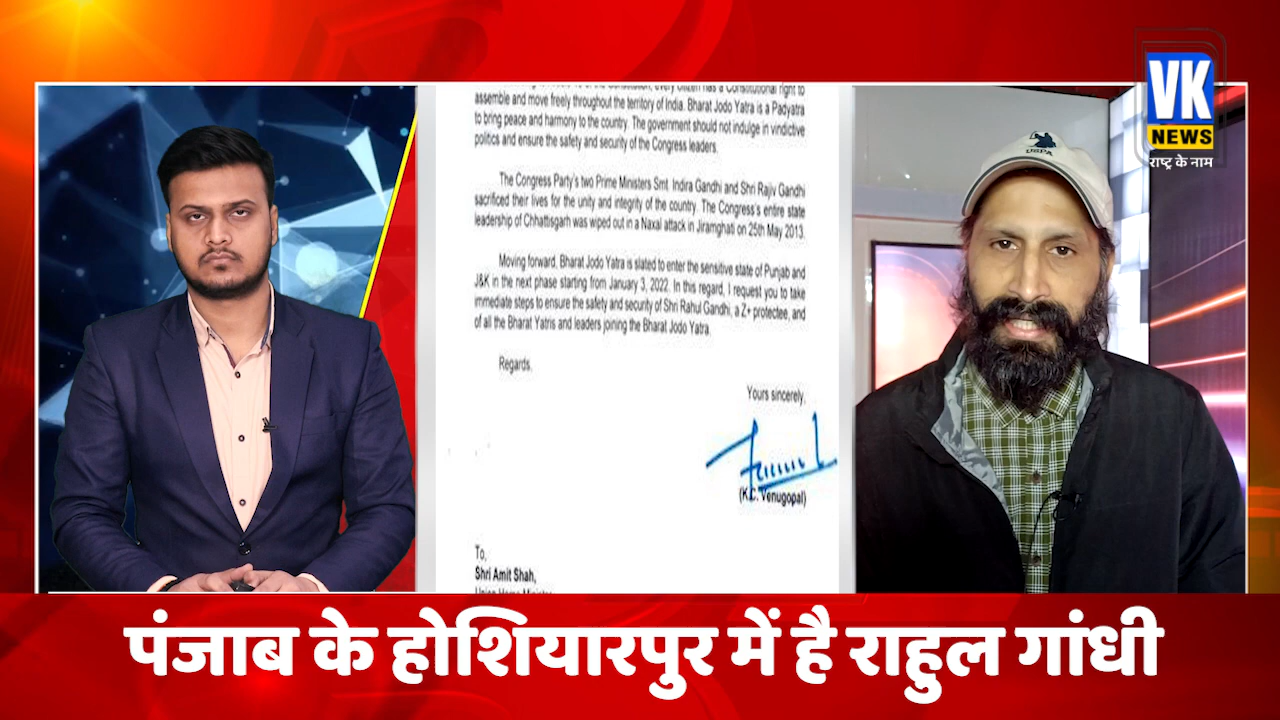 VK
NEWS
राष्ट्र के नाम
USPA
every citizen has a Constitutional right to
assemble and move freely throughout the territory of India. Bharat Jodo Yatra is a Padyatra
to bring peace and harmony to the country. The government should not indulge in vindictive
politics and ensure the safety and security of the Congress leaders.
The Congress Party's two Prime Ministers Smt. Indira Gandhi and Shri Rajiv Gandhi
sacrificed their lives for the unity and integrity of the country. The Congress's entire state
leadership of Chhattisgarh was wiped out in a Naxal attack in Jiramghati on 25th May 2013.
Moving forward, Bharat Jodo Yatra is slated to enter the sensitive state of Punjab and
J&K in the next phase starting from January 3, 2022. In this regard, I request you to take
immediate steps to ensure the safety and security of Shri Rahul Gandhi, a Z+ protectee, and
of all the Bharat Yatris and leaders joining the Bharat Jodo Yatra.
Regards.
Yours sincerely,
(K.C. Venugopal)
To,
Shri Amit Shah,
पंजाब के होशियारपुर में है राहुल गांधी